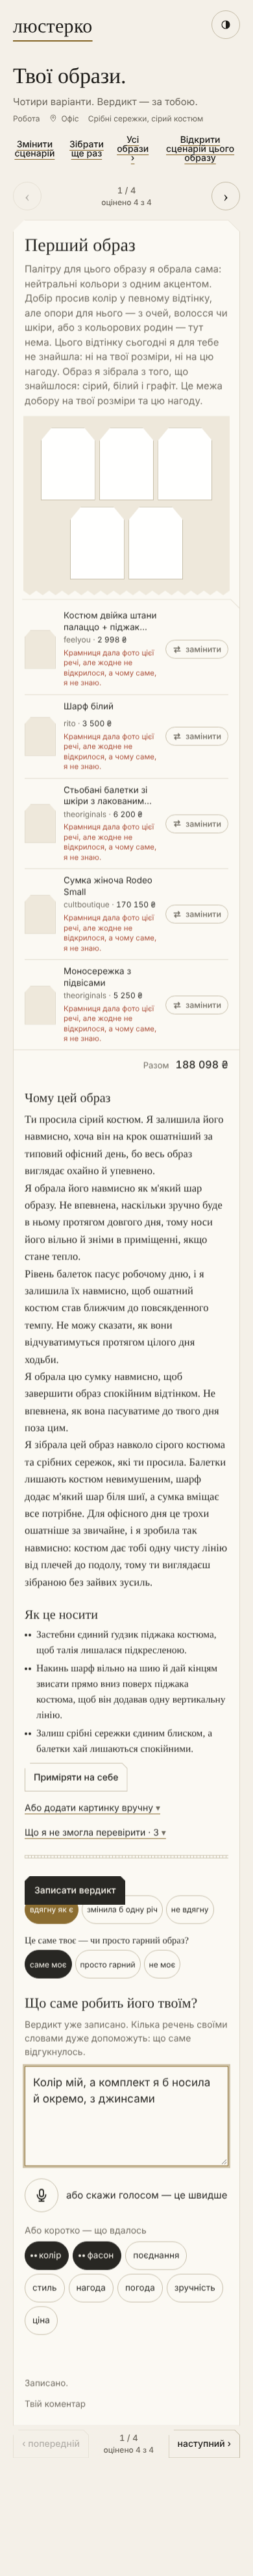 люстерко
Твої образи.
Чотири варіанти. Вердикт — за тобою.
Робота Офіс Срібні сережки, сірий костюм
Змінити
сценарій
Зібрати
ще раз
Усі
образи
›
Відкрити
сценарій цього
образу
‹
1 / 4
оцінено 4 з 4
›
Перший образ
Палітру для цього образу я обрала сама:
нейтральні кольори з одним акцентом.
Добір просив колір у певному відтінку,
але опори для нього — з очей, волосся чи
шкіри, або з кольорових родин — тут
нема. Цього відтінку сьогодні я для тебе
не знайшла: ні на твої розміри, ні на цю
нагоду. Образ я зібрала з того, що
знайшлося: сірий, білий і графіт. Це межа
добору на твої розміри та цю нагоду.
Костюм двійка штани
палаццо + піджак...
feelyou · 2 998 ₴
Крамниця дала фото цієї
речі, але жодне не
відкрилося, а чому саме,
я не знаю.
⇄ замінити
Шарф білий
rito · 3 500 ₴
Крамниця дала фото цієї
речі, але жодне не
відкрилося, а чому саме,
я не знаю.
⇄ замінити
Стьобані балетки зі
шкіри з лакованим...
theoriginals · 6 200 ₴
Крамниця дала фото цієї
речі, але жодне не
відкрилося, а чому саме,
я не знаю.
⇄ замінити
Сумка жіноча Rodeo
Small
cultboutique · 170 150 ₴
Крамниця дала фото цієї
речі, але жодне не
відкрилося, а чому саме,
я не знаю.
⇄ замінити
Моносережка з
підвісами
theoriginals · 5 250 ₴
Крамниця дала фото цієї
речі, але жодне не
відкрилося, а чому саме,
я не знаю.
⇄ замінити
Разом 188 098 ₴
Чому цей образ
Ти просила сірий костюм. Я залишила його
навмисно, хоча він на крок ошатніший за
типовий офісний день, бо весь образ
виглядає охайно й упевнено.
Я обрала його навмисно як м'який шар
образу. Не впевнена, наскільки зручно буде
в ньому протягом довгого дня, тому носи
його вільно й зніми в приміщенні, якщо
стане тепло.
Рівень балеток пасує робочому дню, і я
залишила їх навмисно, щоб ошатний
костюм став ближчим до повсякденного
темпу. Не можу сказати, як вони
відчуватимуться протягом цілого дня
ходьби.
Я обрала цю сумку навмисно, щоб
завершити образ спокійним відтінком. Не
впевнена, як вона пасуватиме до твого дня
поза цим.
Я зібрала цей образ навколо сірого костюма
та срібних сережок, які ти просила. Балетки
лишають костюм невимушеним, шарф
додає м'який шар біля шиї, а сумка вміщає
все потрібне. Для офісного дня це трохи
ошатніше за звичайне, і я зробила так
навмисно: костюм дає тобі одну чисту лінію
від плечей до подолу, тому ти виглядаєш
зібраною без зайвих зусиль.
Як це носити
Застебни єдиний гудзик піджака костюма,
щоб талія лишалася підкресленою.
Накинь шарф вільно на шию й дай кінцям
звисати прямо вниз поверх піджака
костюма, щоб він додавав одну вертикальну
лінію.
Залиш срібні сережки єдиним блиском, а
балетки хай лишаються спокійними.
Приміряти на себе
Або додати картинку вручну ▾
Що я не змогла перевірити · 3 ▾
Записати вердикт
вдягну як є
змінила б одну річ
не вдягну
Це саме твоє — чи просто гарний образ?
саме моє
просто гарний
не моє
Що саме робить його твоїм?
Вердикт уже записано. Кілька речень своїми
словами дуже допоможуть: що саме
відгукнулось.
Колір мій, а комплект я б носила
й окремо, з джинсами
або скажи голосом — це швидше
Або коротко — що вдалось
колір
фасон
поєднання
стиль
нагода
погода
зручність
ціна
Записано.
Твій коментар
‹ попередній
1 / 4
оцінено 4 з 4
наступний ›